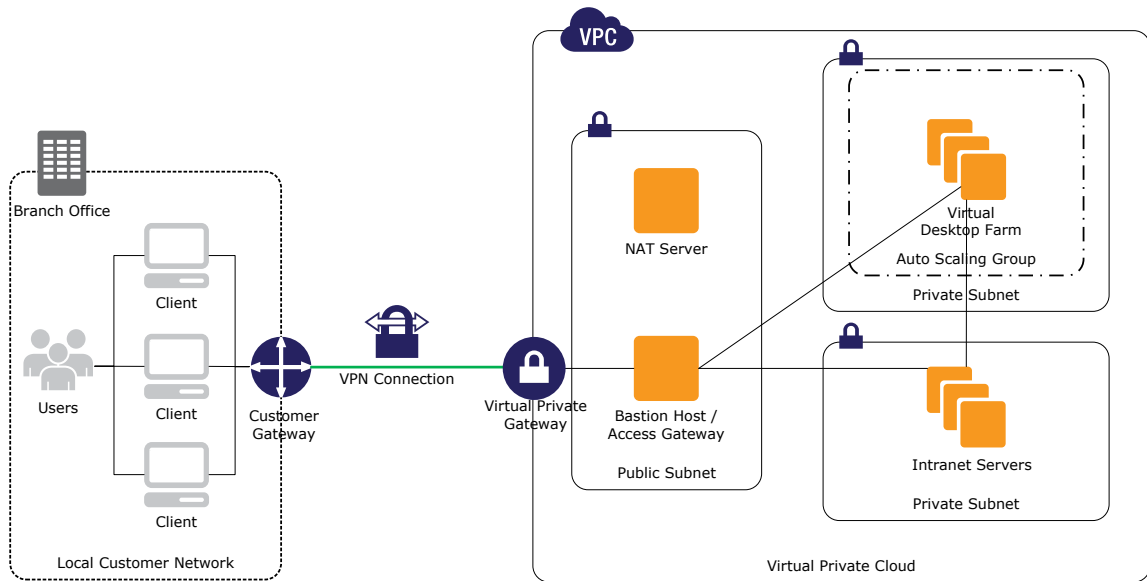 VPC
Branch Office
Client
Users
Client
Client
Local Customer Network
Customer
Gateway
VPN Connection
Virtual Private
Gateway
NAT Server
Bastion Host /
Access Gateway
Public Subnet
Virtual
Desktop Farm
Auto Scaling Group
Private Subnet
Intranet Servers
Private Subnet
Virtual Private Cloud